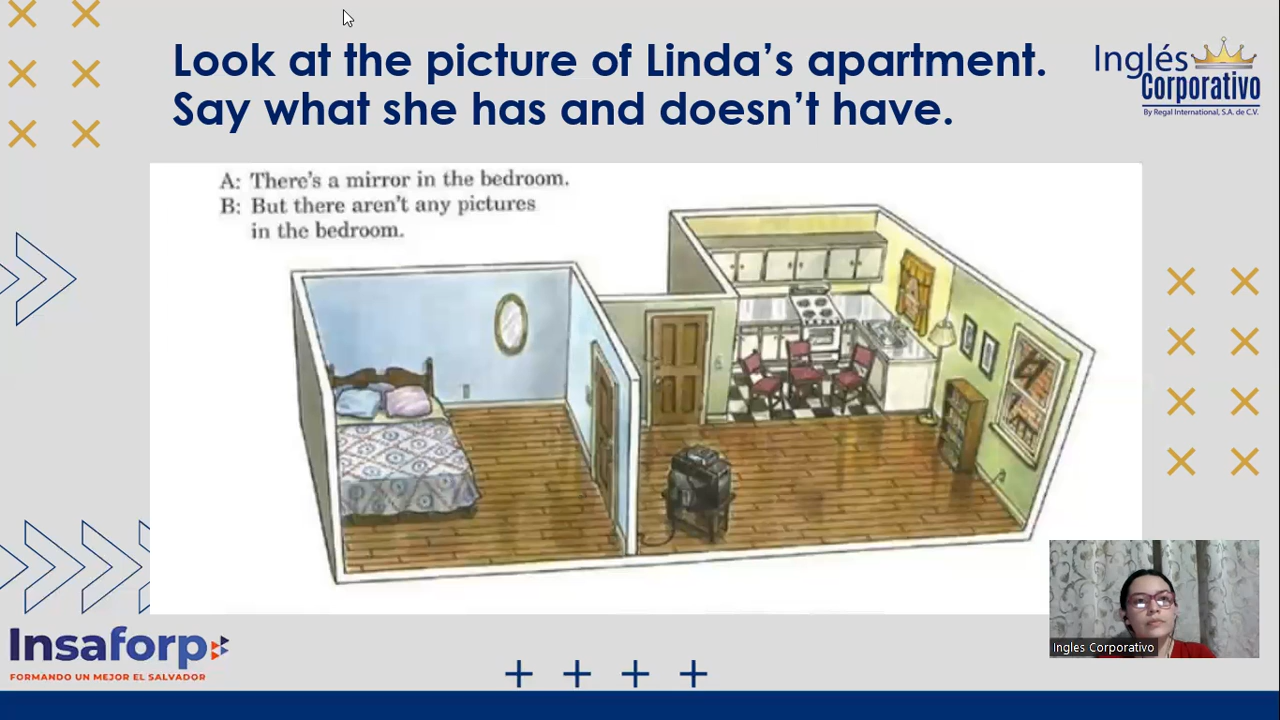 Look at the picture of Linda's apartment.
Say what she has and doesn't have.
Inglés
Corporativo
By Regal International, S.A. de C.V.
A: There's a mirror in the bedroom.
B: But there aren't any pictures
in the bedroom.
Ingles Corporativo
Insaforp
FORMANDO UN MEJOR EL SALVADOR